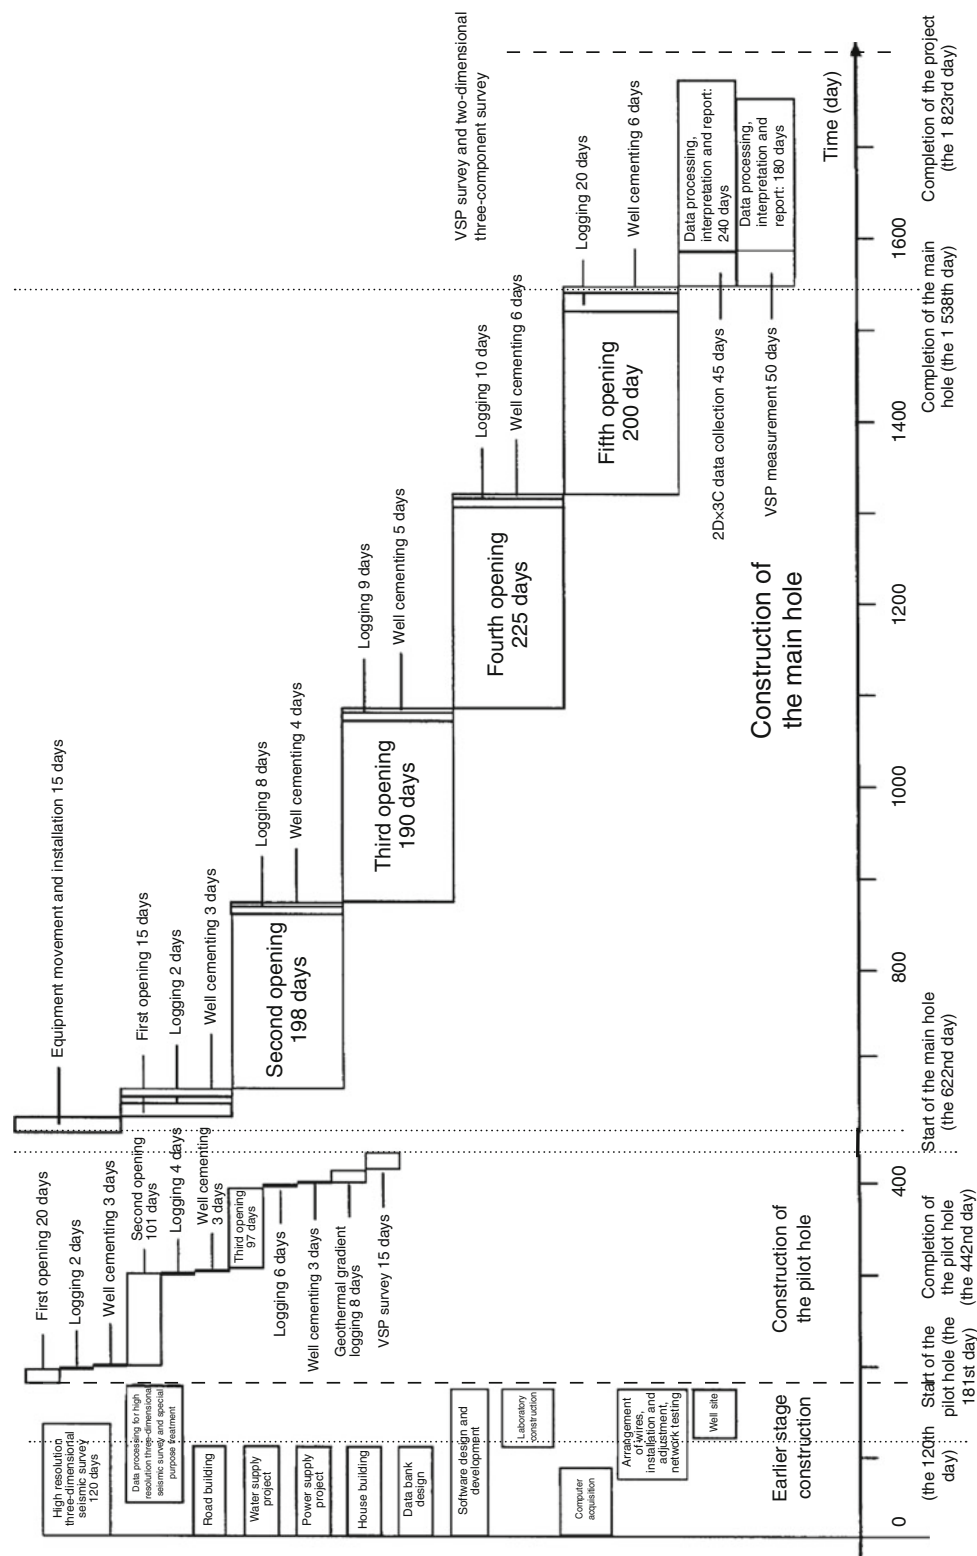 High resolution
three-dimensional
seismic survey
120 days
Data processing for high
resolution three-dimensional
seismic survey and special
purpose treatment
Road building
Water supply
project
Power supply
project
House building
Data bank
design
Software design and
development
Laboratory
construction
Computer
acquisition
Arrangement
of wires,
installation and
adjustment,
network testing
Well site
Earlier stage
construction
First opening 20 days
Logging 2 days
Well cementing 3 days
Second opening
101 days
Logging 4 days
Well cementing
3 days
Third opening
97 days
Logging 6 days
Well cementing 3 days
Geothermal gradient
logging 8 days
VSP survey 15 days
Construction of
the pilot hole
Equipment movement and installation 15 days
First opening 15 days
Logging 2 days
Well cementing 3 days
Second opening
198 days
Logging 8 days
Well cementing 4 days
Third opening
190 days
Logging 9 days
Well cementing 5 days
Fourth opening
225 days
Logging 10 days
Well cementing 6 days
Fifth opening
200 day
Logging 20 days
Well cementing 6 days
VSP survey and two-dimensional
three-component survey
2Dx3C data collection 45 days
VSP measurement 50 days
Data processing,
interpretation and report:
240 days
Data processing,
interpretation and
report: 180 days
Construction of
the main hole
Time (day)
0
400
800
1000
1200
1400
1600
(the 120th
day)
Start of the
pilot hole (the
181st day)
Completion of
the pilot hole
(the 442nd day)
Start of the main hole
(the 622nd day)
Completion of the main
hole (the 1 538th day)
Completion of the project
(the 1 823rd day)